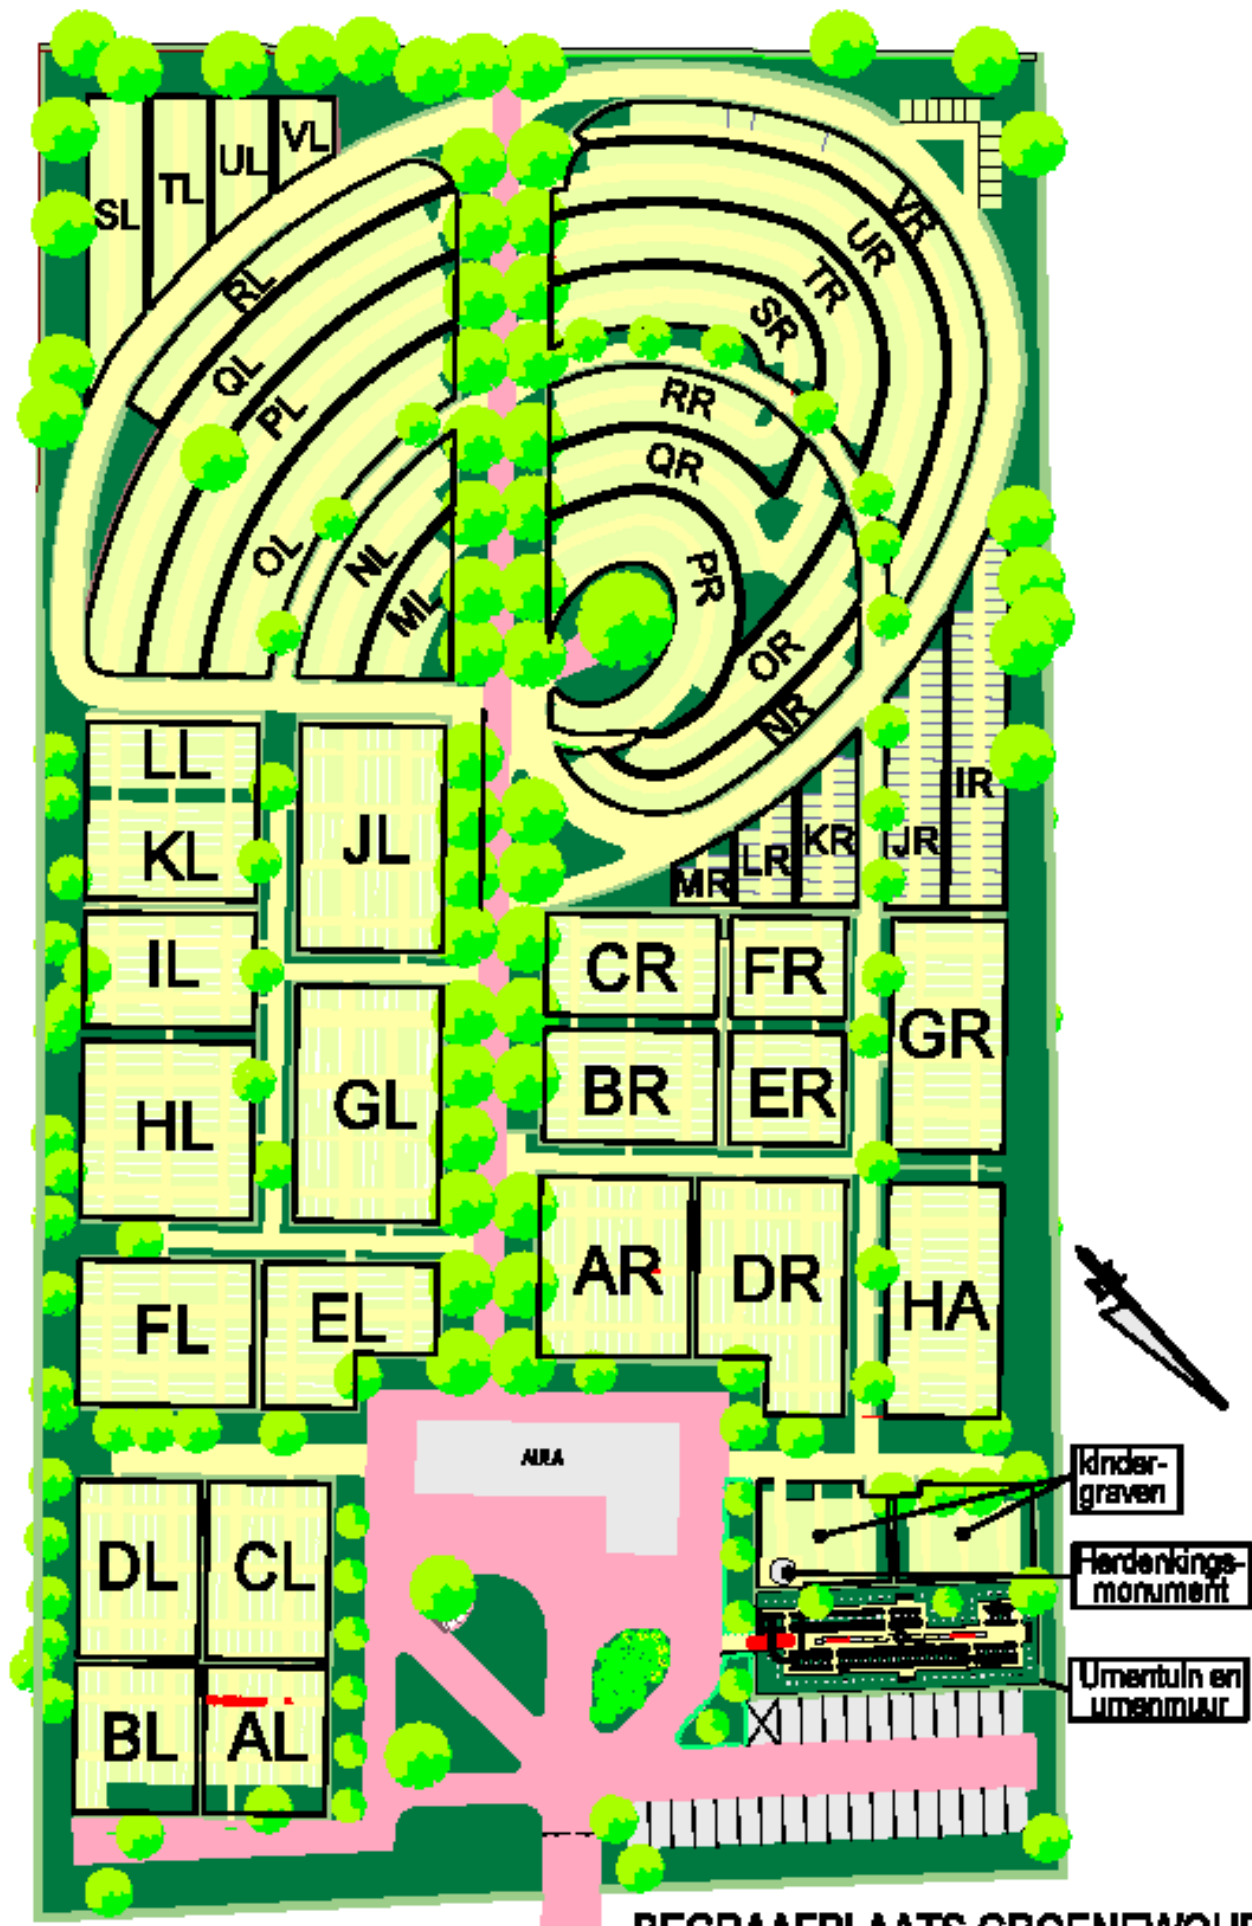 VL
UL
TL
SL
VR
UR
TR
SR
RL
QL
PL
RR
QR
PR
OL
NL
ML
OR
NR
LL
KL
JL
IR
JR
KR
LR
MR
IL
CR
FR
GR
HL
GL
BR
ER
FL
EL
AR
DR
HA
AULA
kinder-
graven
Herdenkings-
monument
DL
CL
Urnentuin en
urnenmuur
BL
AL
BEGRAAFPLAATS